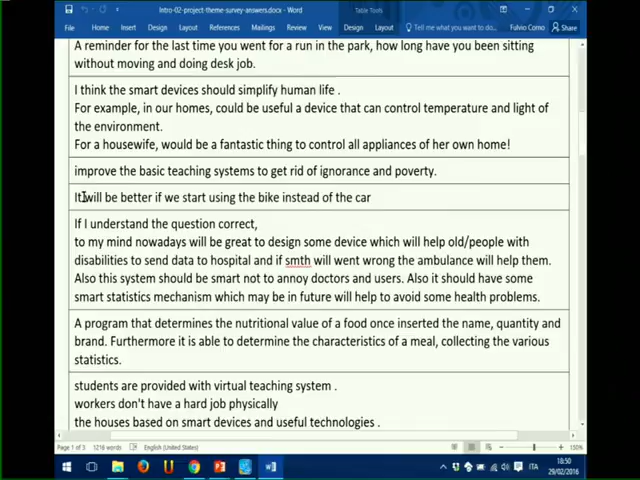 Intro-02-project-theme-survey-answers.docx - Word
Table Tools
File
Home
Insert
Design
Layout
References
Mailings
Review
View
Design
Layout
Tell me what you want to do...
Fulvio Corno
Share
A reminder for the last time you went for a run in the park, how long have you been sitting
without moving and doing desk job.
I think the smart devices should simplify human life .
For example, in our homes, could be useful a device that can control temperature and light of
the environment.
For a housewife, would be a fantastic thing to control all appliances of her own home!
improve the basic teaching systems to get rid of ignorance and poverty.
It will be better if we start using the bike instead of the car
If I understand the question correct,
to my mind nowadays will be great to design some device which will help old/people with
disabilities to send data to hospital and if smth will went wrong the ambulance will help them.
Also this system should be smart not to annoy doctors and users. Also it should have some
smart statistics mechanism which may be in future will help to avoid some health problems.
A program that determines the nutritional value of a food once inserted the name, quantity and
brand. Furthermore it is able to determine the characteristics of a meal, collecting the various
statistics.
students are provided with virtual teaching system .
workers don't have a hard job physically
the houses based on smart devices and useful technologies .
Page 1 of 3
1216 words
English (United States)
150%
ITA
18:50
29/02/2016